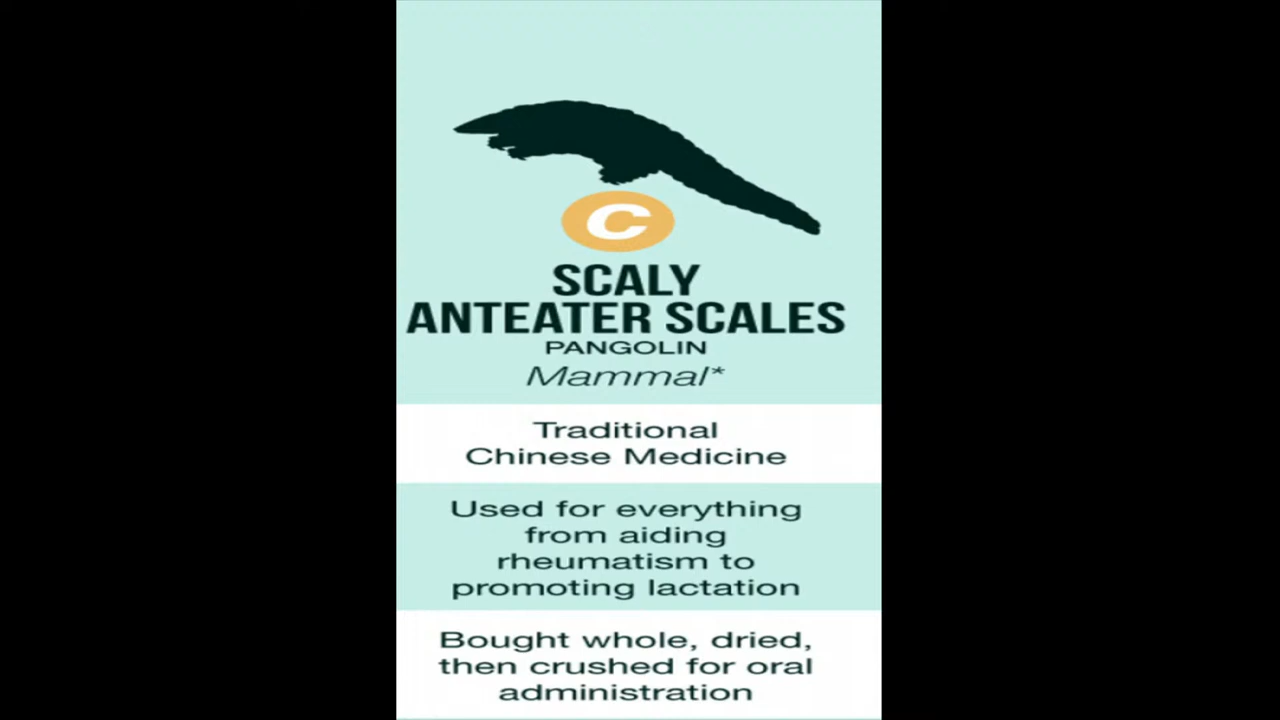 C
SCALY
ANTEATER SCALES
PANGOLIN
Mammal*
Traditional
Chinese Medicine
Used for everything
from aiding
rheumatism to
promoting lactation
Bought whole, dried,
then crushed for oral
administration